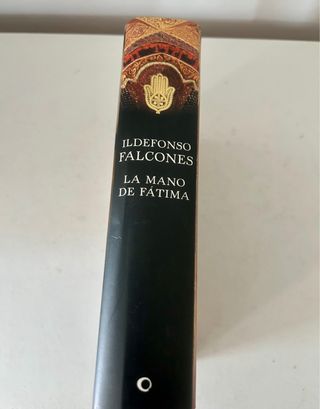 ILDEFONSO
FALCONES
LA MANO
DE FÁTIMA